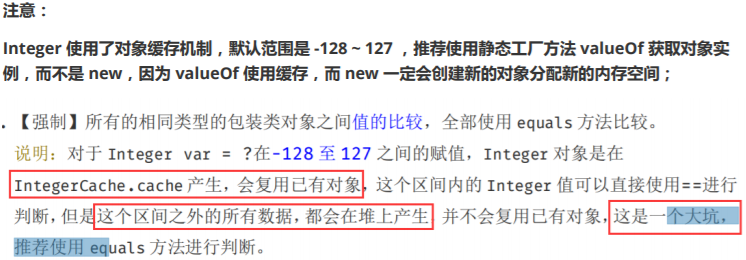 注意：
Integer 使用了对象缓存机制，默认范围是 -128 ~ 127 ，推荐使用静态工厂方法 valueOf 获取对象实
例，而不是 new，因为 valueOf 使用缓存，而 new 一定会创建新的对象分配新的内存空间；
. 【强制】所有的相同类型的包装类对象之间值的比较，全部使用 equals 方法比较。
说明：对于 Integer var = ?在-128 至 127 之间的赋值，Integer 对象是在
IntegerCache.cache 产生，会复用已有对象，这个区间内的 Integer 值可以直接使用==进行
判断，但是这个区间之外的所有数据，都会在堆上产生，并不会复用已有对象，这是一个大坑，
推荐使用 equals 方法进行判断。